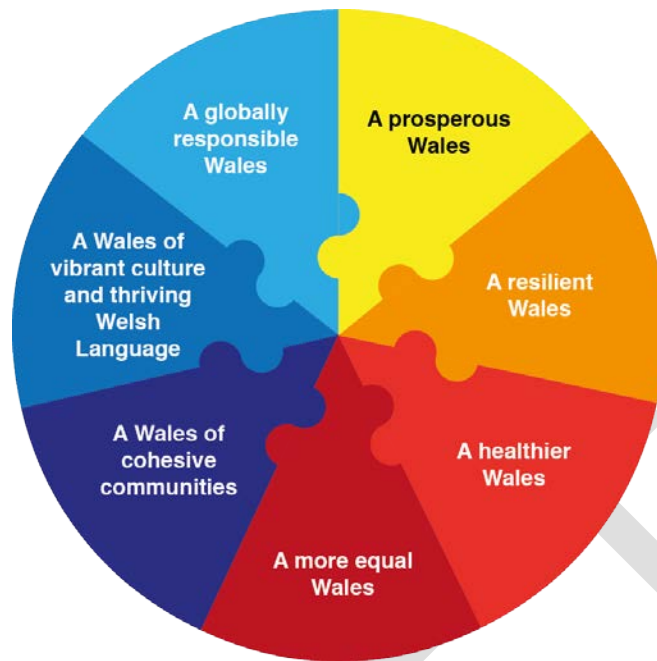 A prosperous
Wales
A resilient
Wales
A healthier
Wales
A more equal
Wales
A Wales of
cohesive
communities
A Wales of
vibrant culture
and thriving
Welsh
Language
A globally
responsible
Wales